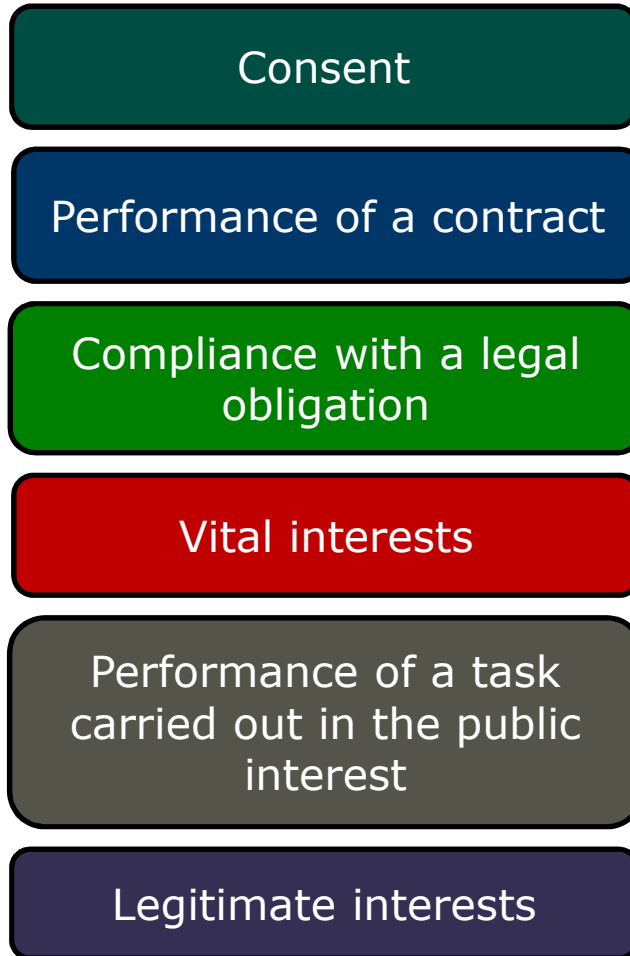 Consent
Performance of a contract
Compliance with a legal
obligation
Vital interests
Performance of a task
carried out in the public
interest
Legitimate interests